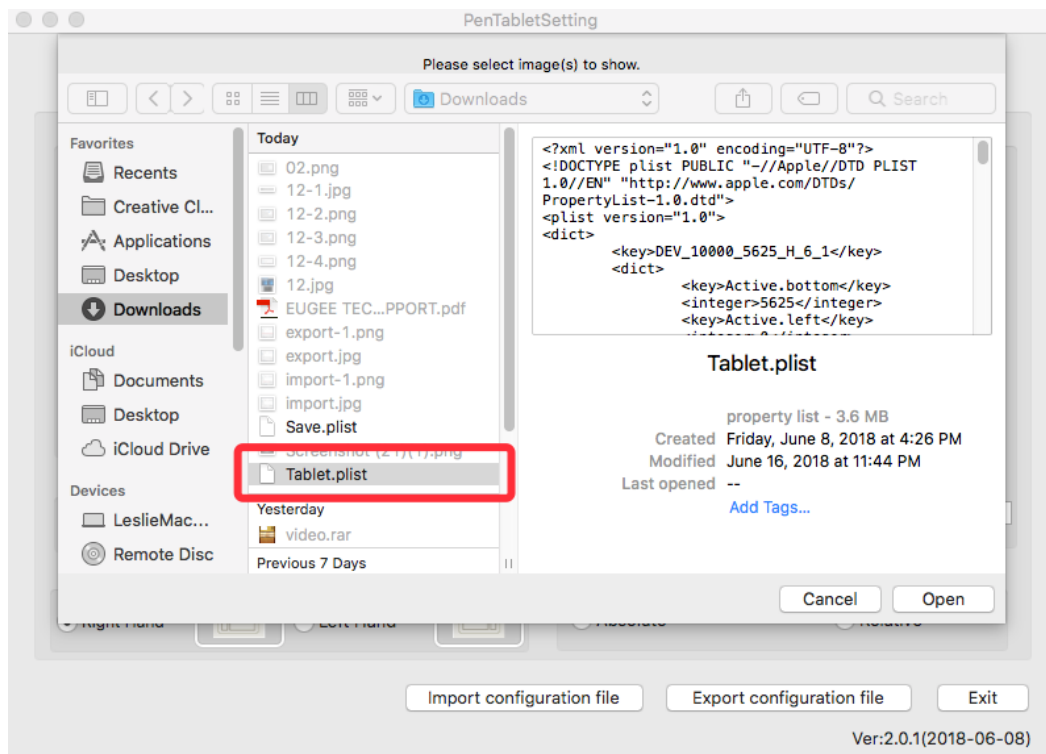 PenTabletSetting
Please select image(s) to show.
Downloads
Search
Favorites
Recents
Creative Cl...
Applications
Desktop
Downloads
iCloud
Documents
Desktop
iCloud Drive
Devices
LeslieMac...
Remote Disc
Today
02.png
12-1.jpg
12-2.png
12-3.png
12-4.png
12.jpg
EUGEE TEC...PPORT.pdf
export-1.png
export.jpg
import-1.png
import.jpg
Save.plist
Screenshot (21)(1).png
Tablet.plist
Yesterday
video.rar
Previous 7 Days
<?xml version="1.0" encoding="UTF-8"?>
<!DOCTYPE plist PUBLIC "-//Apple//DTD PLIST
1.0//EN" "http://www.apple.com/DTDs/
PropertyList-1.0.dtd">
<plist version="1.0">
<dict>
<key>DEV_10000_5625_H_6_1</key>
<dict>
<key>Active.bottom</key>
<integer>5625</integer>
<key>Active.left</key>
<integer>0</integer>
Tablet.plist
property list - 3.6 MB
Created Friday, June 8, 2018 at 4:26 PM
Modified June 16, 2018 at 11:44 PM
Last opened --
Add Tags...
Cancel
Open
Right Hand
Left Hand
Absolute
Relative
Import configuration file
Export configuration file
Exit
Ver:2.0.1(2018-06-08)